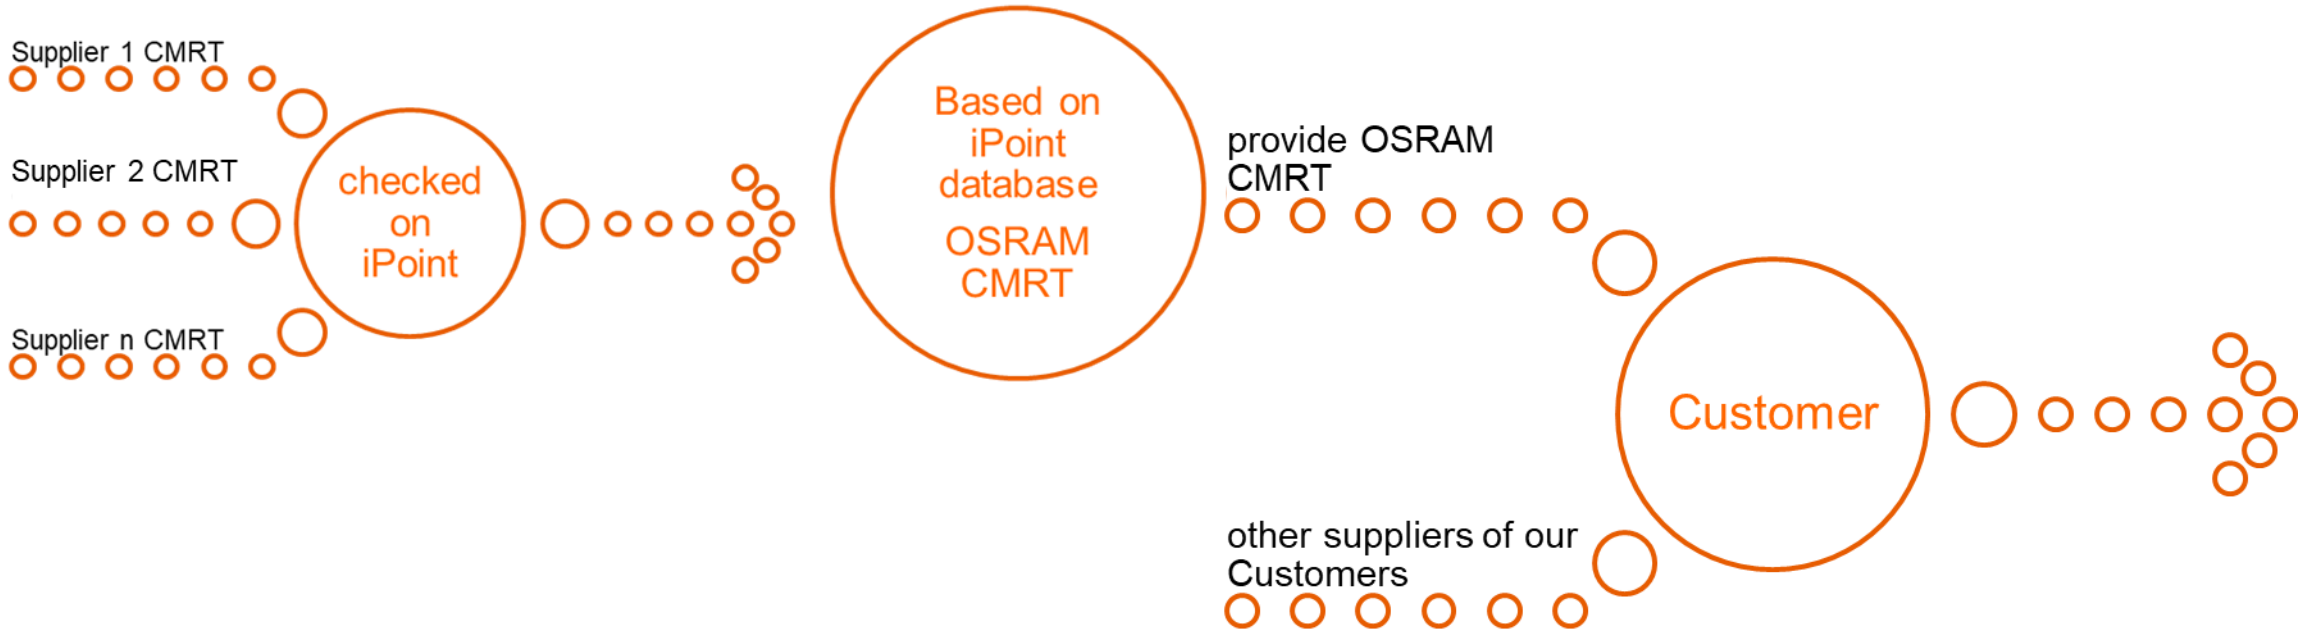 Supplier 1 CMRT
Supplier 2 CMRT
Supplier n CMRT
checked
on
iPoint
Based on
iPoint
database
OSRAM
CMRT
provide OSRAM
CMRT
other suppliers of our
Customers
Customer